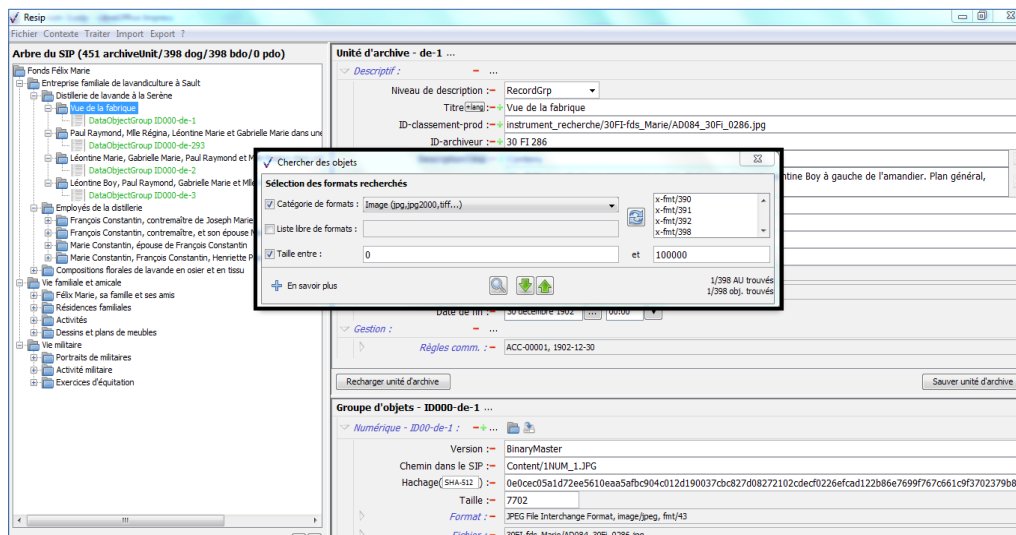 Resip
Fichier Contexte Traiter Import Export ?
Arbre du SIP (451 archiveUnit/398 dog/398 bdo/0 pdo)
Fonds Félix Marie
Entreprise familiale de lavandiculture à Sault
Distillerie de lavande à la Serène
Vue de la fabrique
DataObjectGroup ID000-de-1
Paul Raymond, Mlle Régina, Léontine Marie et Gabrielle Marie dans une
DataObjectGroup ID000-de-293
Léontine Marie, Gabrielle Marie, Paul Raymond et M
DataObjectGroup ID000-de-2
Léontine Boy, Paul Raymond, Gabrielle Marie et Mlle
DataObjectGroup ID000-de-3
Employés de la distillerie
François Constantin, contremaître de Joseph Marie
François Constantin, contremaître, et son épouse
Marie Constantin, épouse de François Constantin
Marie Constantin, François Constantin, Henriette P
Compositions florales de lavande en osier et en tissu
Vie familiale et amicale
Félix Marie, sa famille et ses amis
Résidences familiales
Activités
Dessins et plans de meubles
Vie militaire
Portraits de militaires
Activité militaire
Exercices d'équitation
Unité d'archive - de-1 ...
Descriptif : - ...
Niveau de description :- RecordGrp
Titre +lang :-+ Vue de la fabrique
ID-classement-prod :-+ instrument_recherche/30FI-fds_Marie/AD084_30Fi_0286.jpg
ID-archiveur :-+ 30 FI 286
ntine Boy à gauche de l'amandier. Plan général,
Chercher des objets
Sélection des formats recherchés
Catégorie de formats : Image (jpg,jpg2000,tiff...)
x-fmt/390
x-fmt/391
x-fmt/392
x-fmt/398
Liste libre de formats :
Taille entre : 0 et 100000
En savoir plus
1/398 AU trouvés
1/398 obj. trouvés
Date de fin :- 30 décembre 1902 ... 00:00
Gestion : - ...
Règles comm. :- ACC-00001, 1902-12-30
Recharger unité d'archive Sauver unité d'archive
Groupe d'objets - ID000-de-1 ...
Numérique - ID00-de-1 : -+ ...
Version :- BinaryMaster
Chemin dans le SIP :- Content/1NUM_1.JPG
Hachage( SHA-512 ) :- 0e0cec05a1d72ee5610eaa5afbc904c012d190037cbc827d08272102cdecf0226efcad122b86e7699f767c661c9f3702379b8
Taille :- 7702
Format :- JPEG File Interchange Format, image/jpeg, fmt/43
Fichier :- 30FI-fds_Marie/AD084_30Fi_0286.jpg